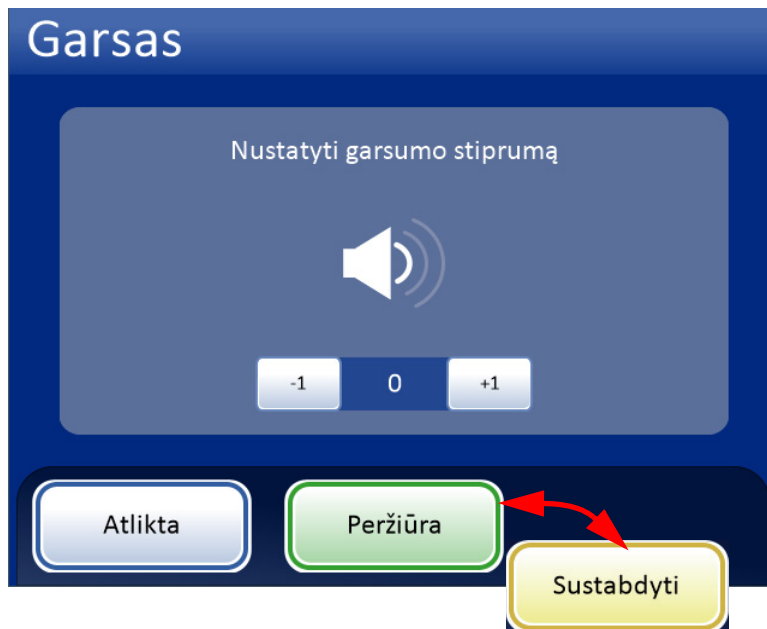 Garsas
Nustatyti garsumo stiprumą
-1 0 +1
Atlikta Peržiūra
Sustabdyti